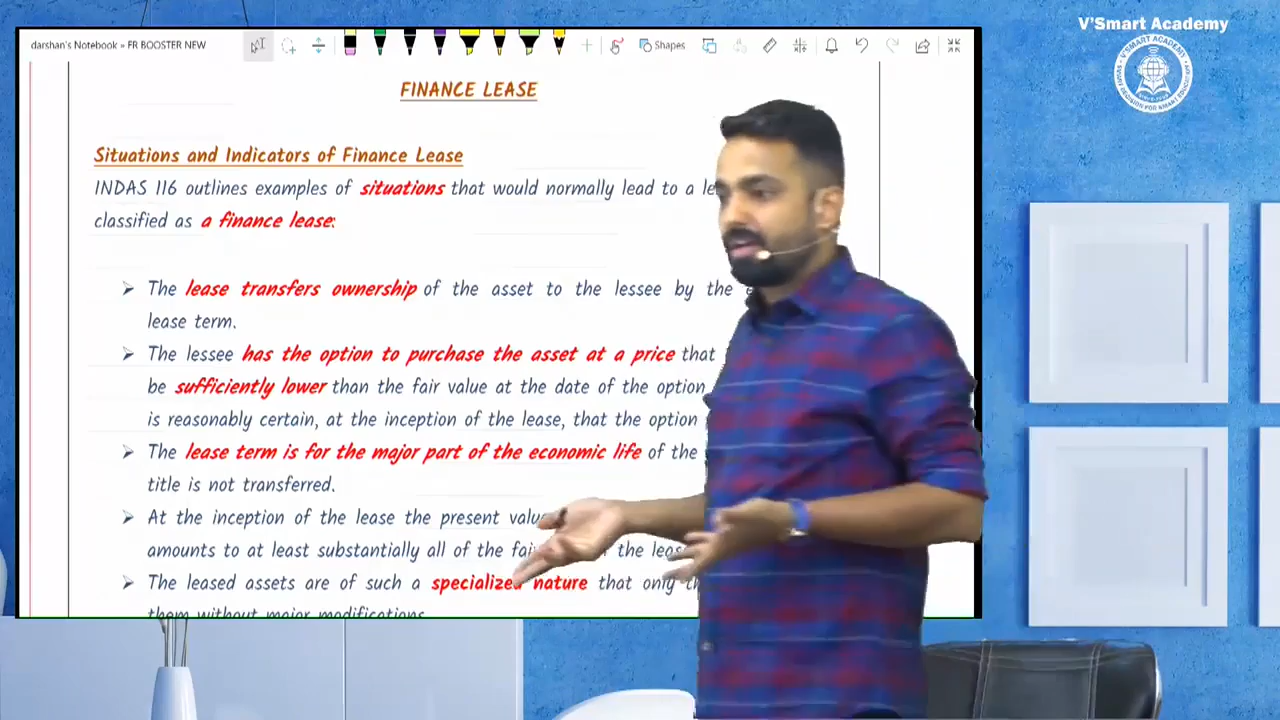 V'Smart Academy
darshan's Notebook » FR BOOSTER NEW
Shapes
FINANCE LEASE
Situations and Indicators of Finance Lease
INDAS 116 outlines examples of situations that would normally lead to a
classified as a finance lease:
➢ The lease transfers ownership of the asset to the lessee by the
lease term.
➢ The lessee has the option to purchase the asset at a price that
be sufficiently lower than the fair value at the date of the option
is reasonably certain, at the inception of the lease, that the option
➢ The lease term is for the major part of the economic life of the
title is not transferred.
➢ At the inception of the lease the present
amounts to at least substantially all of the the
➢ The leased assets are of such a specialized nature that only
them without major modifications